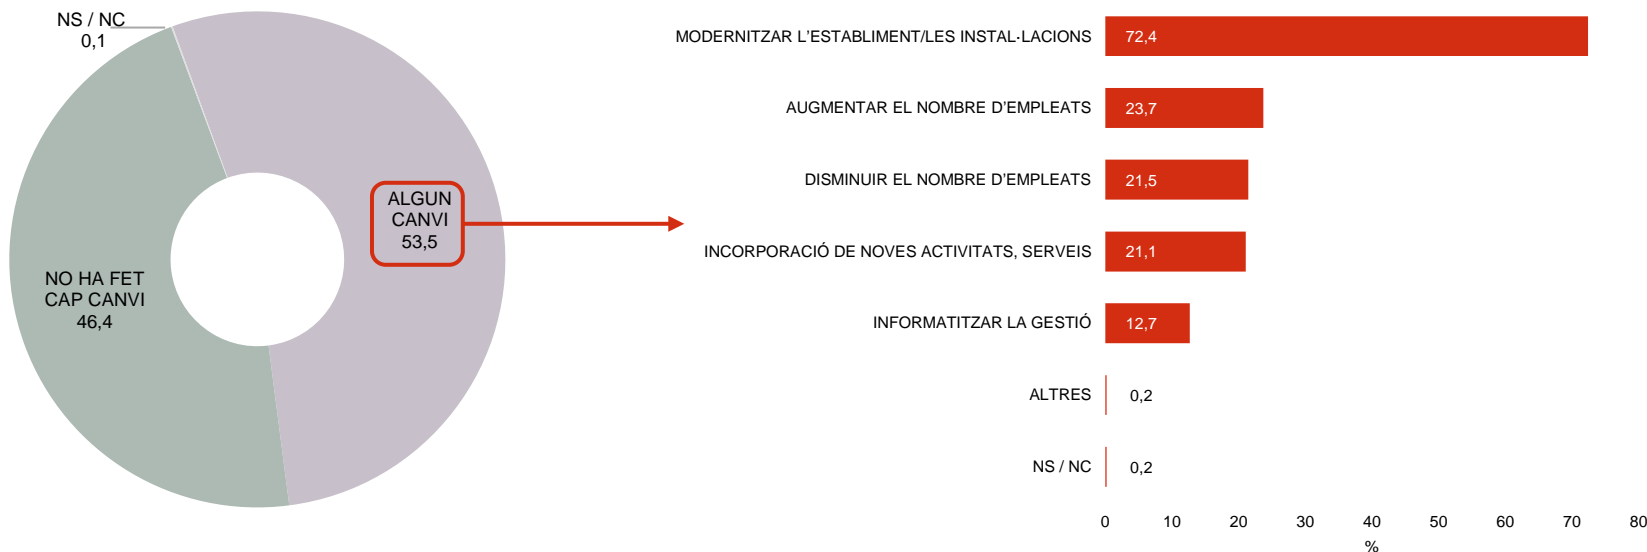 NS / NC
0,1
ALGUN
CANVI
53,5
NO HA FET
CAP CANVI
46,4
MODERNITZAR L'ESTABLIMENT/LES INSTAL·LACIONS
72,4
AUGMENTAR EL NOMBRE D'EMPLEATS
23,7
DISMINUIR EL NOMBRE D'EMPLEATS
21,5
INCORPORACIÓ DE NOVES ACTIVITATS, SERVEIS
21,1
INFORMATITZAR LA GESTIÓ
12,7
ALTRES
0,2
NS / NC
0,2
0 10 20 30 40 50 60 70 80
%